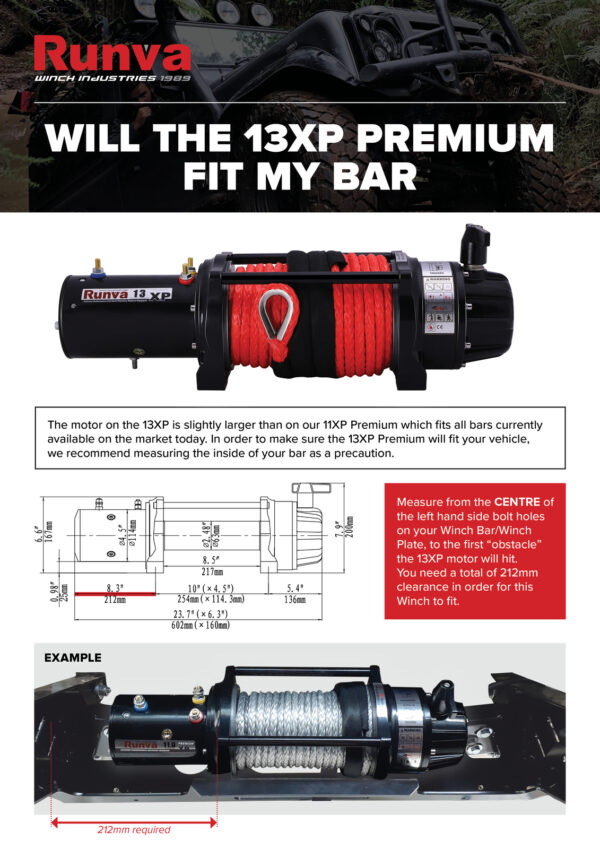 Runva
WINCH INDUSTRIES 1989
WILL THE 13XP PREMIUM
FIT MY BAR
Runva 13 XP
WARNING
The motor on the 13XP is slightly larger than on our 11XP Premium which fits all bars currently
available on the market today. In order to make sure the 13XP Premium will fit your vehicle,
we recommend measuring the inside of your bar as a precaution.
6.6"
167mm
Ø4.5"
Ø114mm
Ø2.48"
Ø63mm
7.9"
200mm
8.5"
217mm
0.98"
25mm
8.3"
212mm
10" (×4.5")
254mm(×114.3mm)
5.4"
136mm
23.7"(×6.3")
602mm(×160mm)
Measure from the CENTRE of
the left hand side bolt holes
on your Winch Bar/Winch
Plate, to the first “obstacle”
the 13XP motor will hit.
You need a total of 212mm
clearance in order for this
Winch to fit.
EXAMPLE
Runva 11XP PREMIUM
212mm required